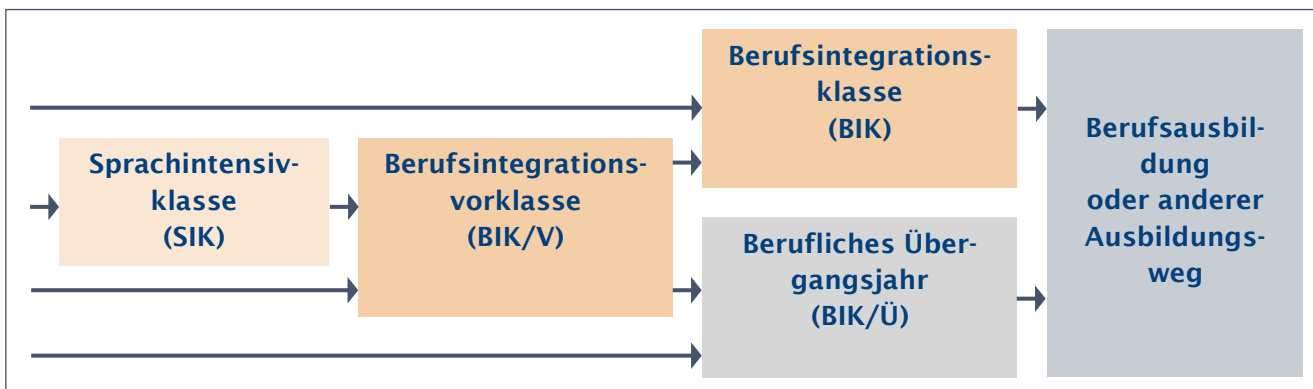 Sprachintensiv-
klasse
(SIK)
Berufsintegrations-
vorklasse
(BIK/V)
Berufsintegrations-
klasse
(BIK)
Berufliches Über-
gangsjahr
(BIK/Ü)
Berufsausbil-
dung
oder anderer
Ausbildungs-
weg